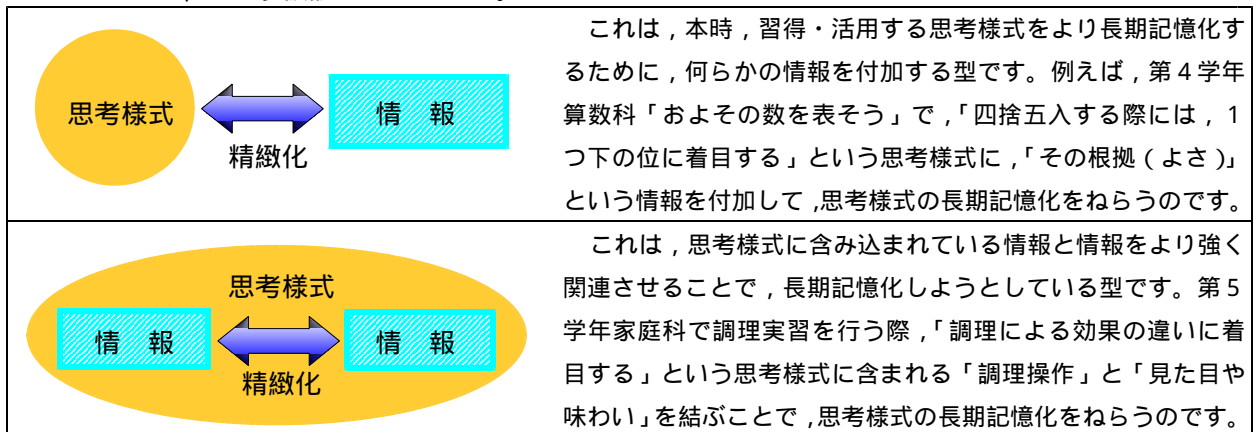 思考様式
情　報
精緻化
　これは，本時，習得・活用する思考様式をより長期記憶化す
るために，何らかの情報を付加する型です。例えば，第４学年
算数科「およその数を表そう」で，「四捨五入する際には，１
つ下の位に着目する」という思考様式に，「その根拠（よさ）」
という情報を付加して，思考様式の長期記憶化をねらうのです。
思考様式
情　報
情　報
精緻化
　これは，思考様式に含み込まれている情報と情報をより強く
関連させることで，長期記憶化しようとしている型です。第５
学年家庭科で調理実習を行う際，「調理による効果の違いに着
目する」という思考様式に含まれる「調理操作」と「見た目や
味わい」を結ぶことで，思考様式の長期記憶化をねらうのです。